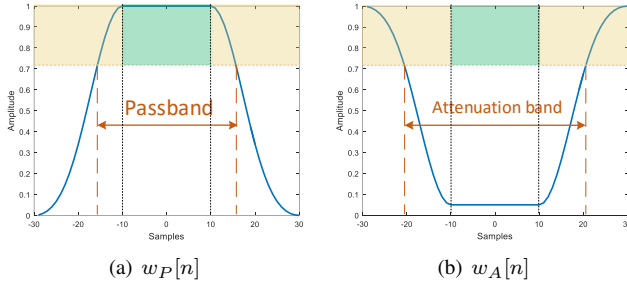 1
0.9
0.8
0.7
0.6
0.5
0.4
0.3
0.2
0.1
0
Amplitude
Passband
-30 -20 -10 0 10 20 30
Samples
(a) w_P[n]
1
0.9
0.8
0.7
0.6
0.5
0.4
0.3
0.2
0.1
0
Amplitude
Attenuation band
-30 -20 -10 0 10 20 30
Samples
(b) w_A[n]